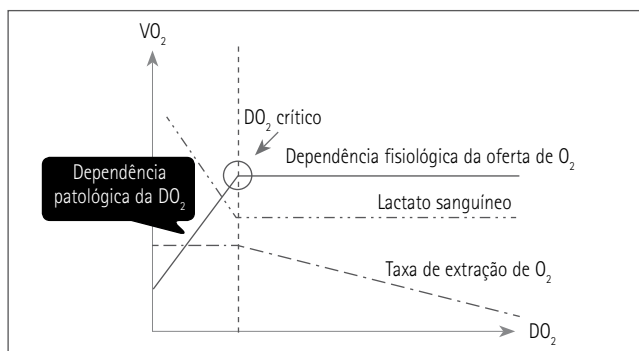 VO2
DO2 crítico
Dependência fisiológica da oferta de O2
Dependência
patológica da DO2
Lactato sanguíneo
Taxa de extração de O2
DO2